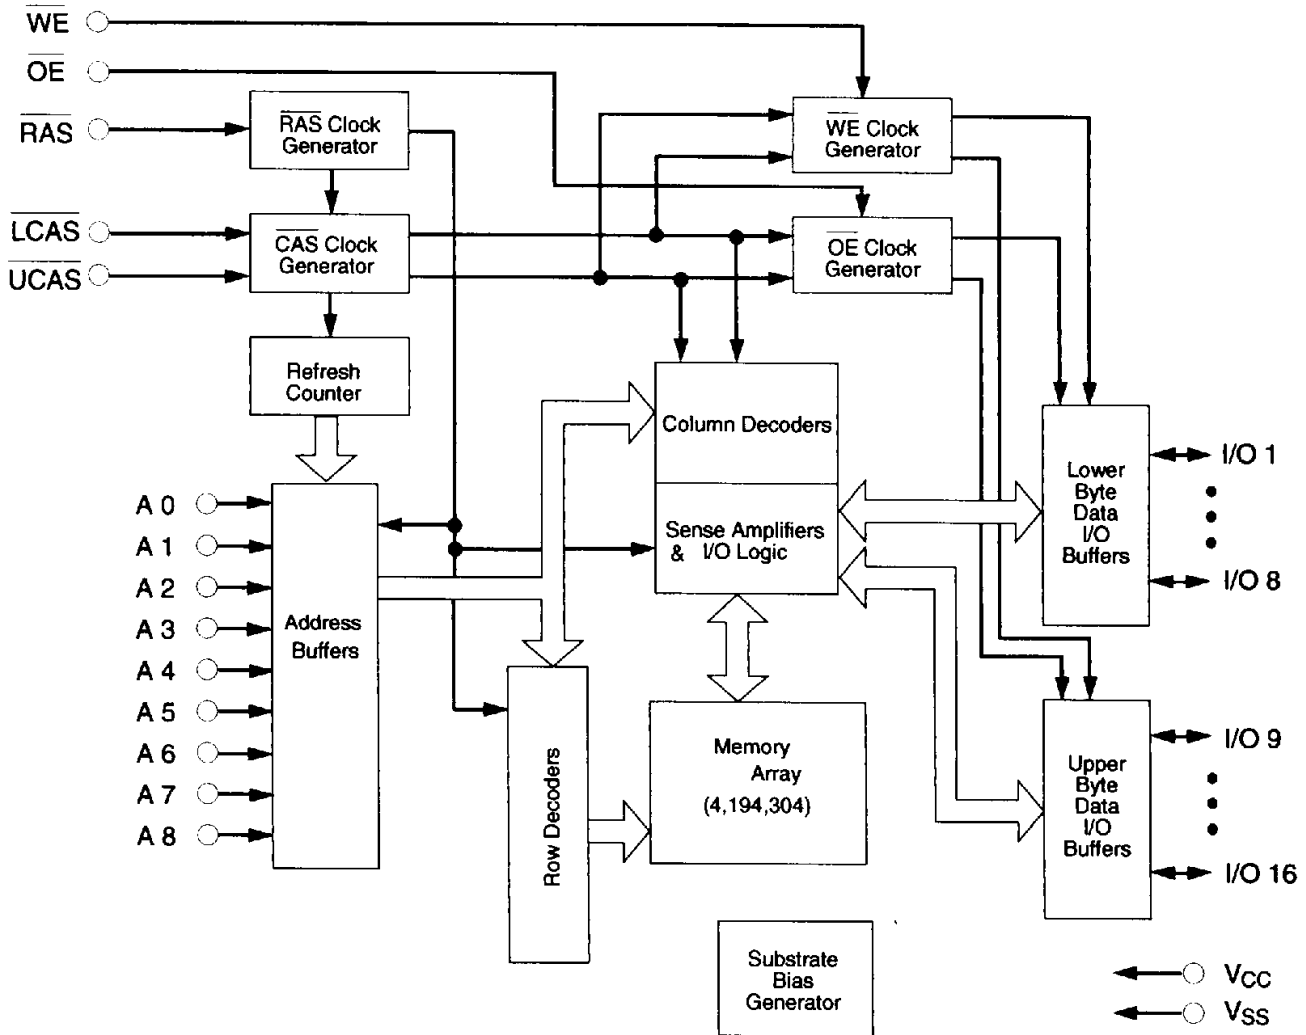 WE
OE
RAS
RAS Clock
Generator
WE Clock
Generator
LCAS
UCAS
CAS Clock
Generator
OE Clock
Generator
Refresh
Counter
Column Decoders
Sense Amplifiers
& I/O Logic
Lower
Byte
Data
I/O
Buffers
I/O 1
I/O 8
A 0
A 1
A 2
A 3
A 4
A 5
A 6
A 7
A 8
Address
Buffers
Row Decoders
Memory
Array
(4,194,304)
Upper
Byte
Data
I/O
Buffers
I/O 9
I/O 16
Substrate
Bias
Generator
VCC
VSS